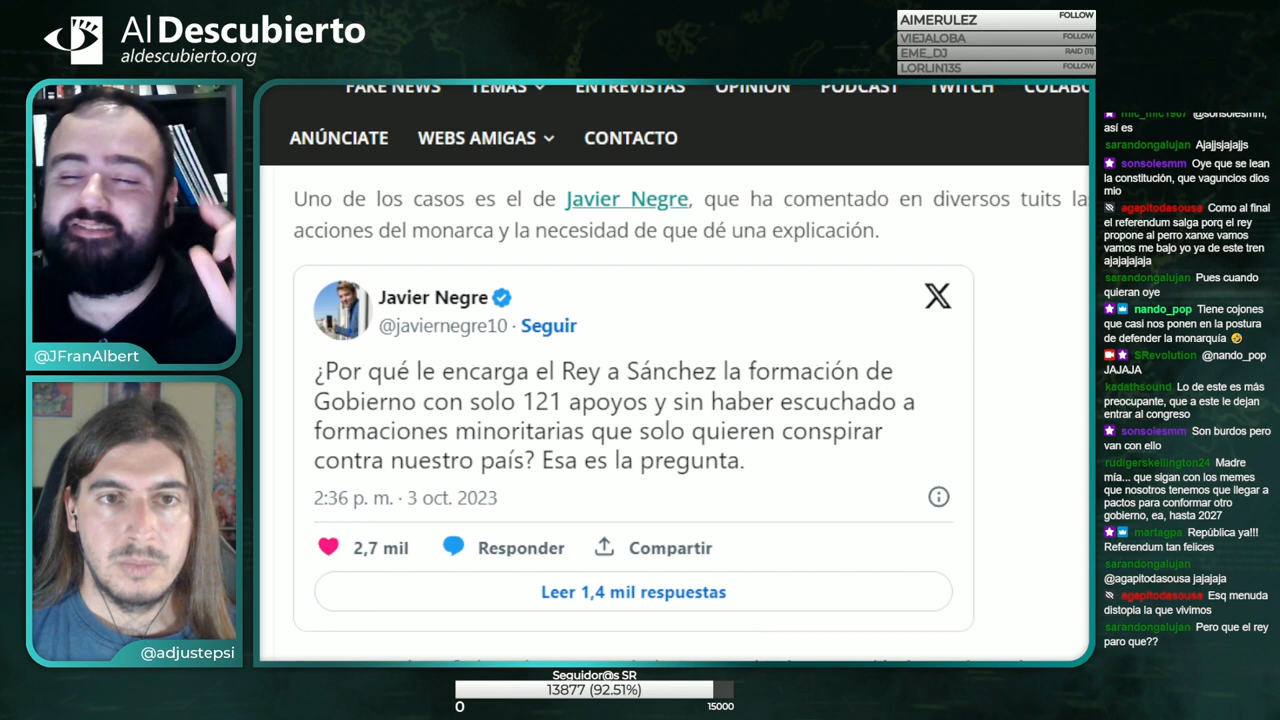 Al Descubierto
aldescubierto.org
AIMERULEZ FOLLOW
VIEJALOBA FOLLOW
EME_DJ RAID (11)
LORLIN135 FOLLOW
FAKE NEWS TEMAS ENTREVISTAS OPINIÓN PODCAST TWITCH COLABO
ANÚNCIATE WEBS AMIGAS CONTACTO
Uno de los casos es el de Javier Negre, que ha comentado en diversos tuits la
acciones del monarca y la necesidad de que dé una explicación.
Javier Negre
@javiernegre10 · Seguir
¿Por qué le encarga el Rey a Sánchez la formación de
Gobierno con solo 121 apoyos y sin haber escuchado a
formaciones minoritarias que solo quieren conspirar
contra nuestro país? Esa es la pregunta.
2:36 p. m. · 3 oct. 2023
2,7 mil Responder Compartir
Leer 1,4 mil respuestas
@JFranAlbert
@adjustepsi
@sonsolesmm,
así es
sarandongalujan Ajajjsjajajjs
sonsolesmm Oye que se lean
la constitución, que vaguncios dios
mio
agapitodasousa Como al final
el referendum salga porq el rey
propone al perro xanxe vamos
vamos me bajo yo ya de este tren
ajajajajaja
sarandongalujan Pues cuando
quieran oye
nando_pop Tiene cojones
que casi nos ponen en la postura
de defender la monarquía
SRevolution @nando_pop
JAJAJA
kadathsound Lo de este es más
preocupante, que a este le dejan
entrar al congreso
sonsolesmm Son burdos pero
van con ello
rudigerskellington24 Madre
mía... que sigan con los memes
que nosotros tenemos que llegar a
pactos para conformar otro
gobierno, ea, hasta 2027
martagpa República ya!!!
Referendum tan felices
sarandongalujan
@agapitodasousa jajajaja
agapitodasousa Esq menuda
distopia la que vivimos
sarandongalujan Pero que el rey
paro que??
Seguidor@s SR
13877 (92.51%)
0 15000